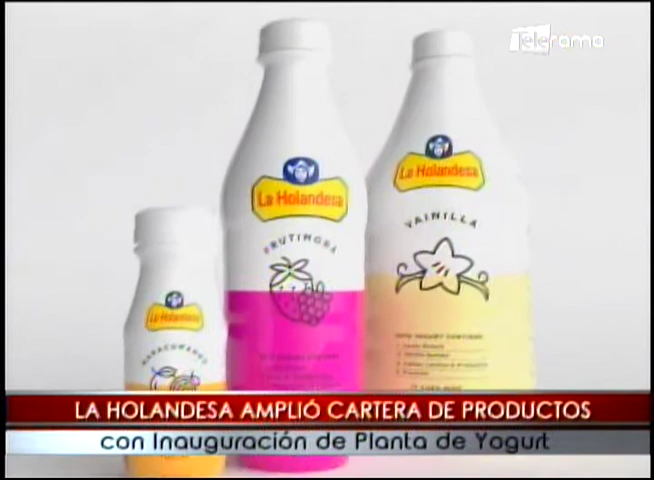 Telerama
La Holandesa
FRUTIMORA
La Holandesa
VAINILLA
La Holandesa
MARACUMANGO
LA HOLANDESA AMPLIÓ CARTERA DE PRODUCTOS
con Inauguración de Planta de Yogurt